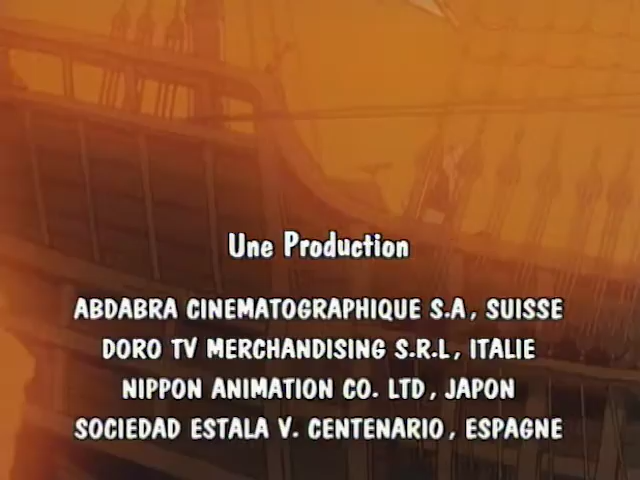 Une Production
ABDABRA CINEMATOGRAPHIQUE S.A, SUISSE
DORO TV MERCHANDISING S.R.L, ITALIE
NIPPON ANIMATION CO. LTD, JAPON
SOCIEDAD ESTALA V. CENTENARIO, ESPAGNE